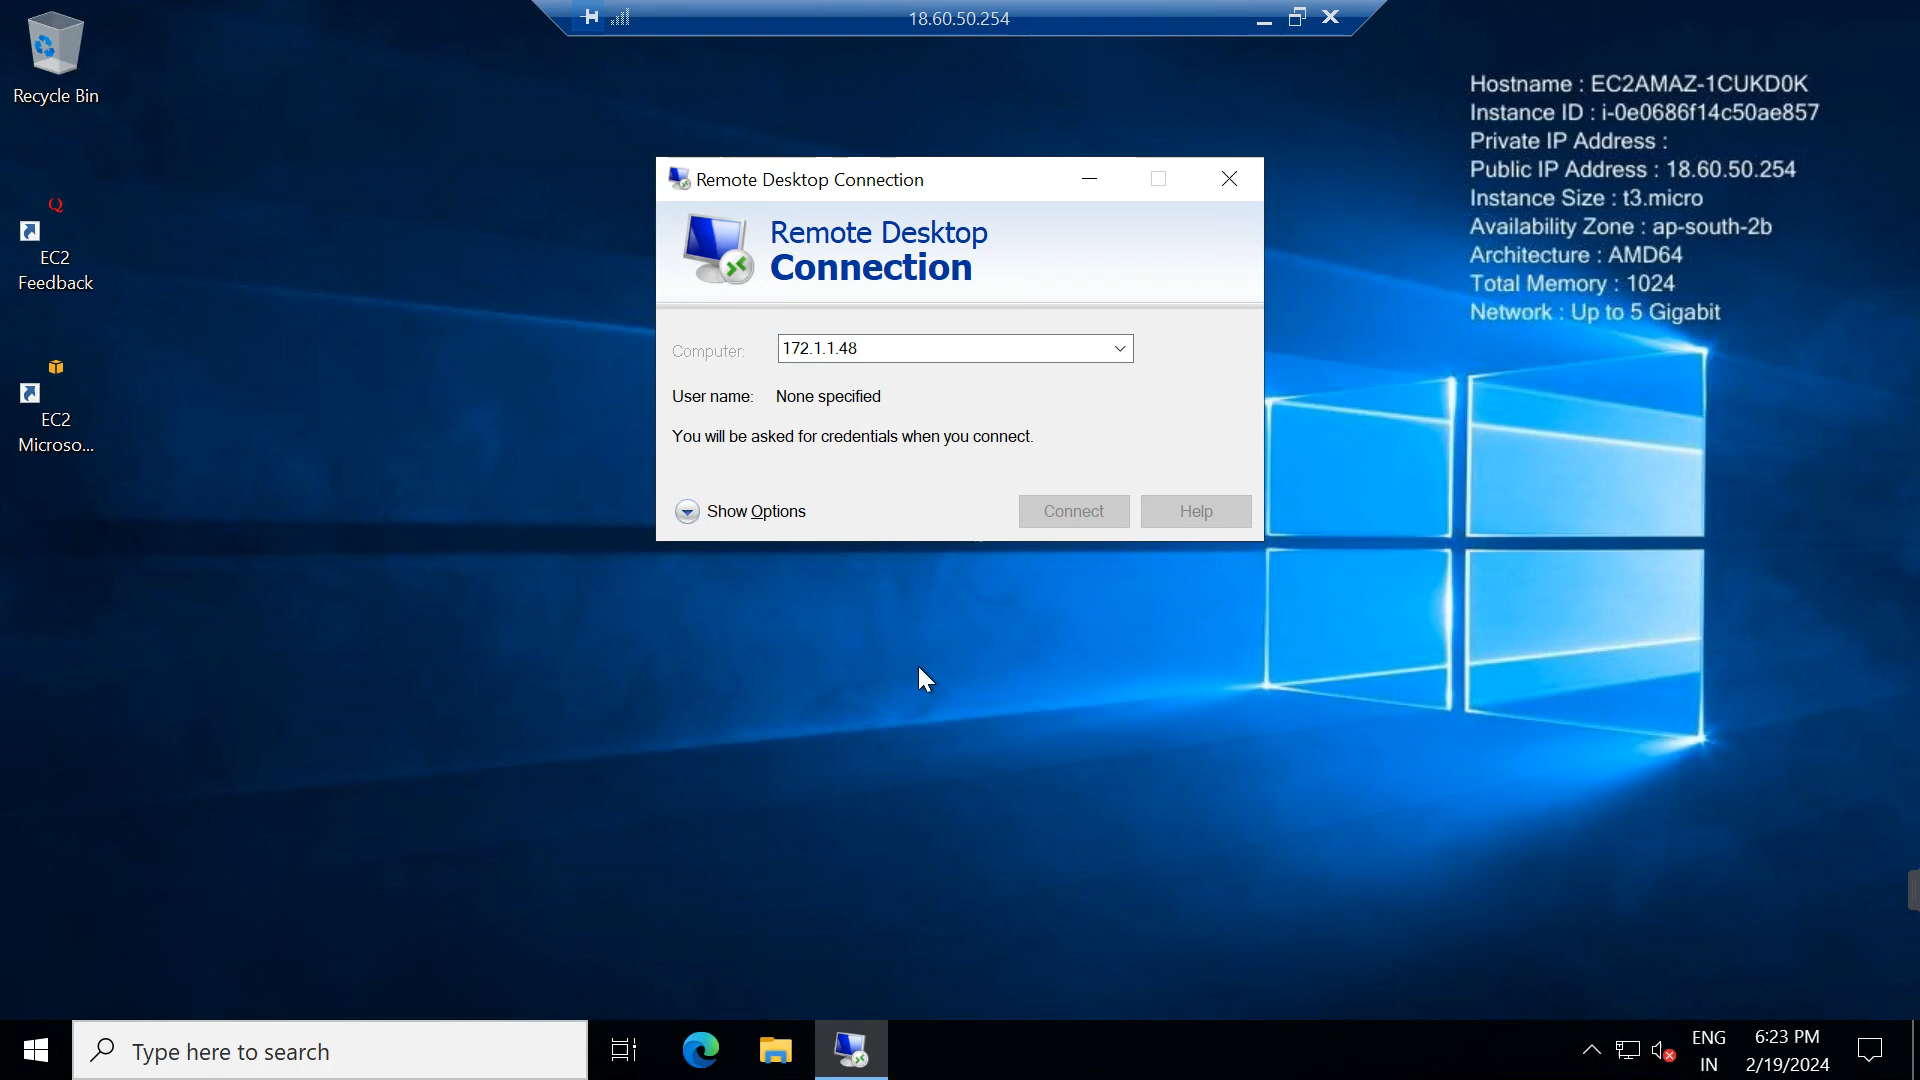 18.60.50.254
Recycle Bin
EC2
Feedback
EC2
Microso...
Hostname : EC2AMAZ-1CUKD0K
Instance ID : i-0e0686f14c50ae857
Private IP Address :
Public IP Address : 18.60.50.254
Instance Size : t3.micro
Availability Zone : ap-south-2b
Architecture : AMD64
Total Memory : 1024
Network : Up to 5 Gigabit
Remote Desktop Connection
Remote Desktop
Connection
Computer: 172.1.1.48
User name: None specified
You will be asked for credentials when you connect.
Show Options Connect Help
Type here to search
ENG
IN
6:23 PM
2/19/2024